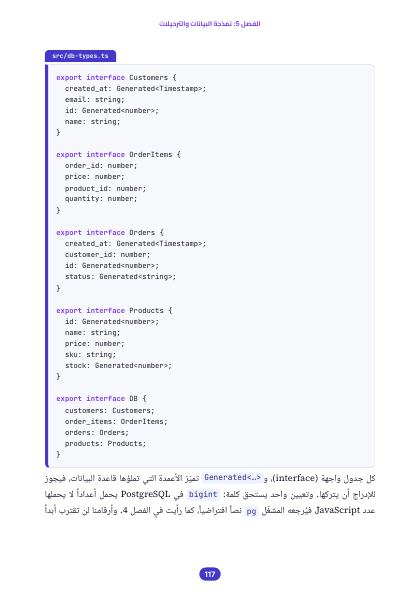 الفصل 5: نمذجة البيانات والترحيلات
src/db-types.ts
export interface Customers {
  created_at: Generated<Timestamp>;
  email: string;
  id: Generated<number>;
  name: string;
}
export interface OrderItems {
  order_id: number;
  price: number;
  product_id: number;
  quantity: number;
}
export interface Orders {
  created_at: Generated<Timestamp>;
  customer_id: number;
  id: Generated<number>;
  status: Generated<string>;
}
export interface Products {
  id: Generated<number>;
  name: string;
  price: number;
  sku: string;
  stock: Generated<number>;
}
export interface DB {
  customers: Customers;
  order_items: OrderItems;
  orders: Orders;
  products: Products;
}
كل جدول واجهة (interface)، و Generated<…> تميّز الأعمدة التي تملؤها قاعدة البيانات، فيجوز
للإدراج أن يتركها. وتعيين واحد يستحق كلمة: bigint في PostgreSQL يحمل أعداداً لا يحملها
عدد JavaScript فيُرجعه المشغّل pg نصاً افتراضياً، كما رأيت في الفصل 4. وأرقامنا لن تقترب أبداً
117